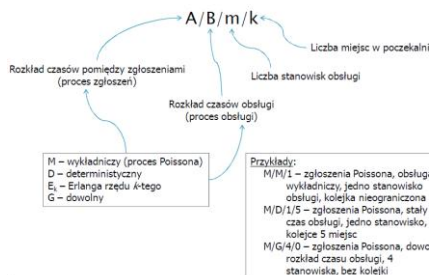 A/B/m/k
Liczba miejsc w poczekalni
Rozkład czasów pomiędzy zgłoszeniami
(proces zgłoszeń)
Liczba stanowisk obsługi
Rozkład czasów obsługi
(proces obsługi)
M – wykładniczy (proces Poissona)
D – deterministyczny
Eₖ – Erlanga rzędu k-tego
G – dowolny
Przykłady:
M/M/1 – zgłoszenia Poissona, obsługa
wykładniczy, jedno stanowisko
obsługi, kolejka nieograniczona
M/D/1/5 – zgłoszenia Poissona, stały
czas obsługi, jedno stanowisko,
kolejce 5 miejsc
M/G/4/0 – zgłoszenia Poissona, dowo
rozkład czasu obsługi, 4
stanowiska, bez kolejki